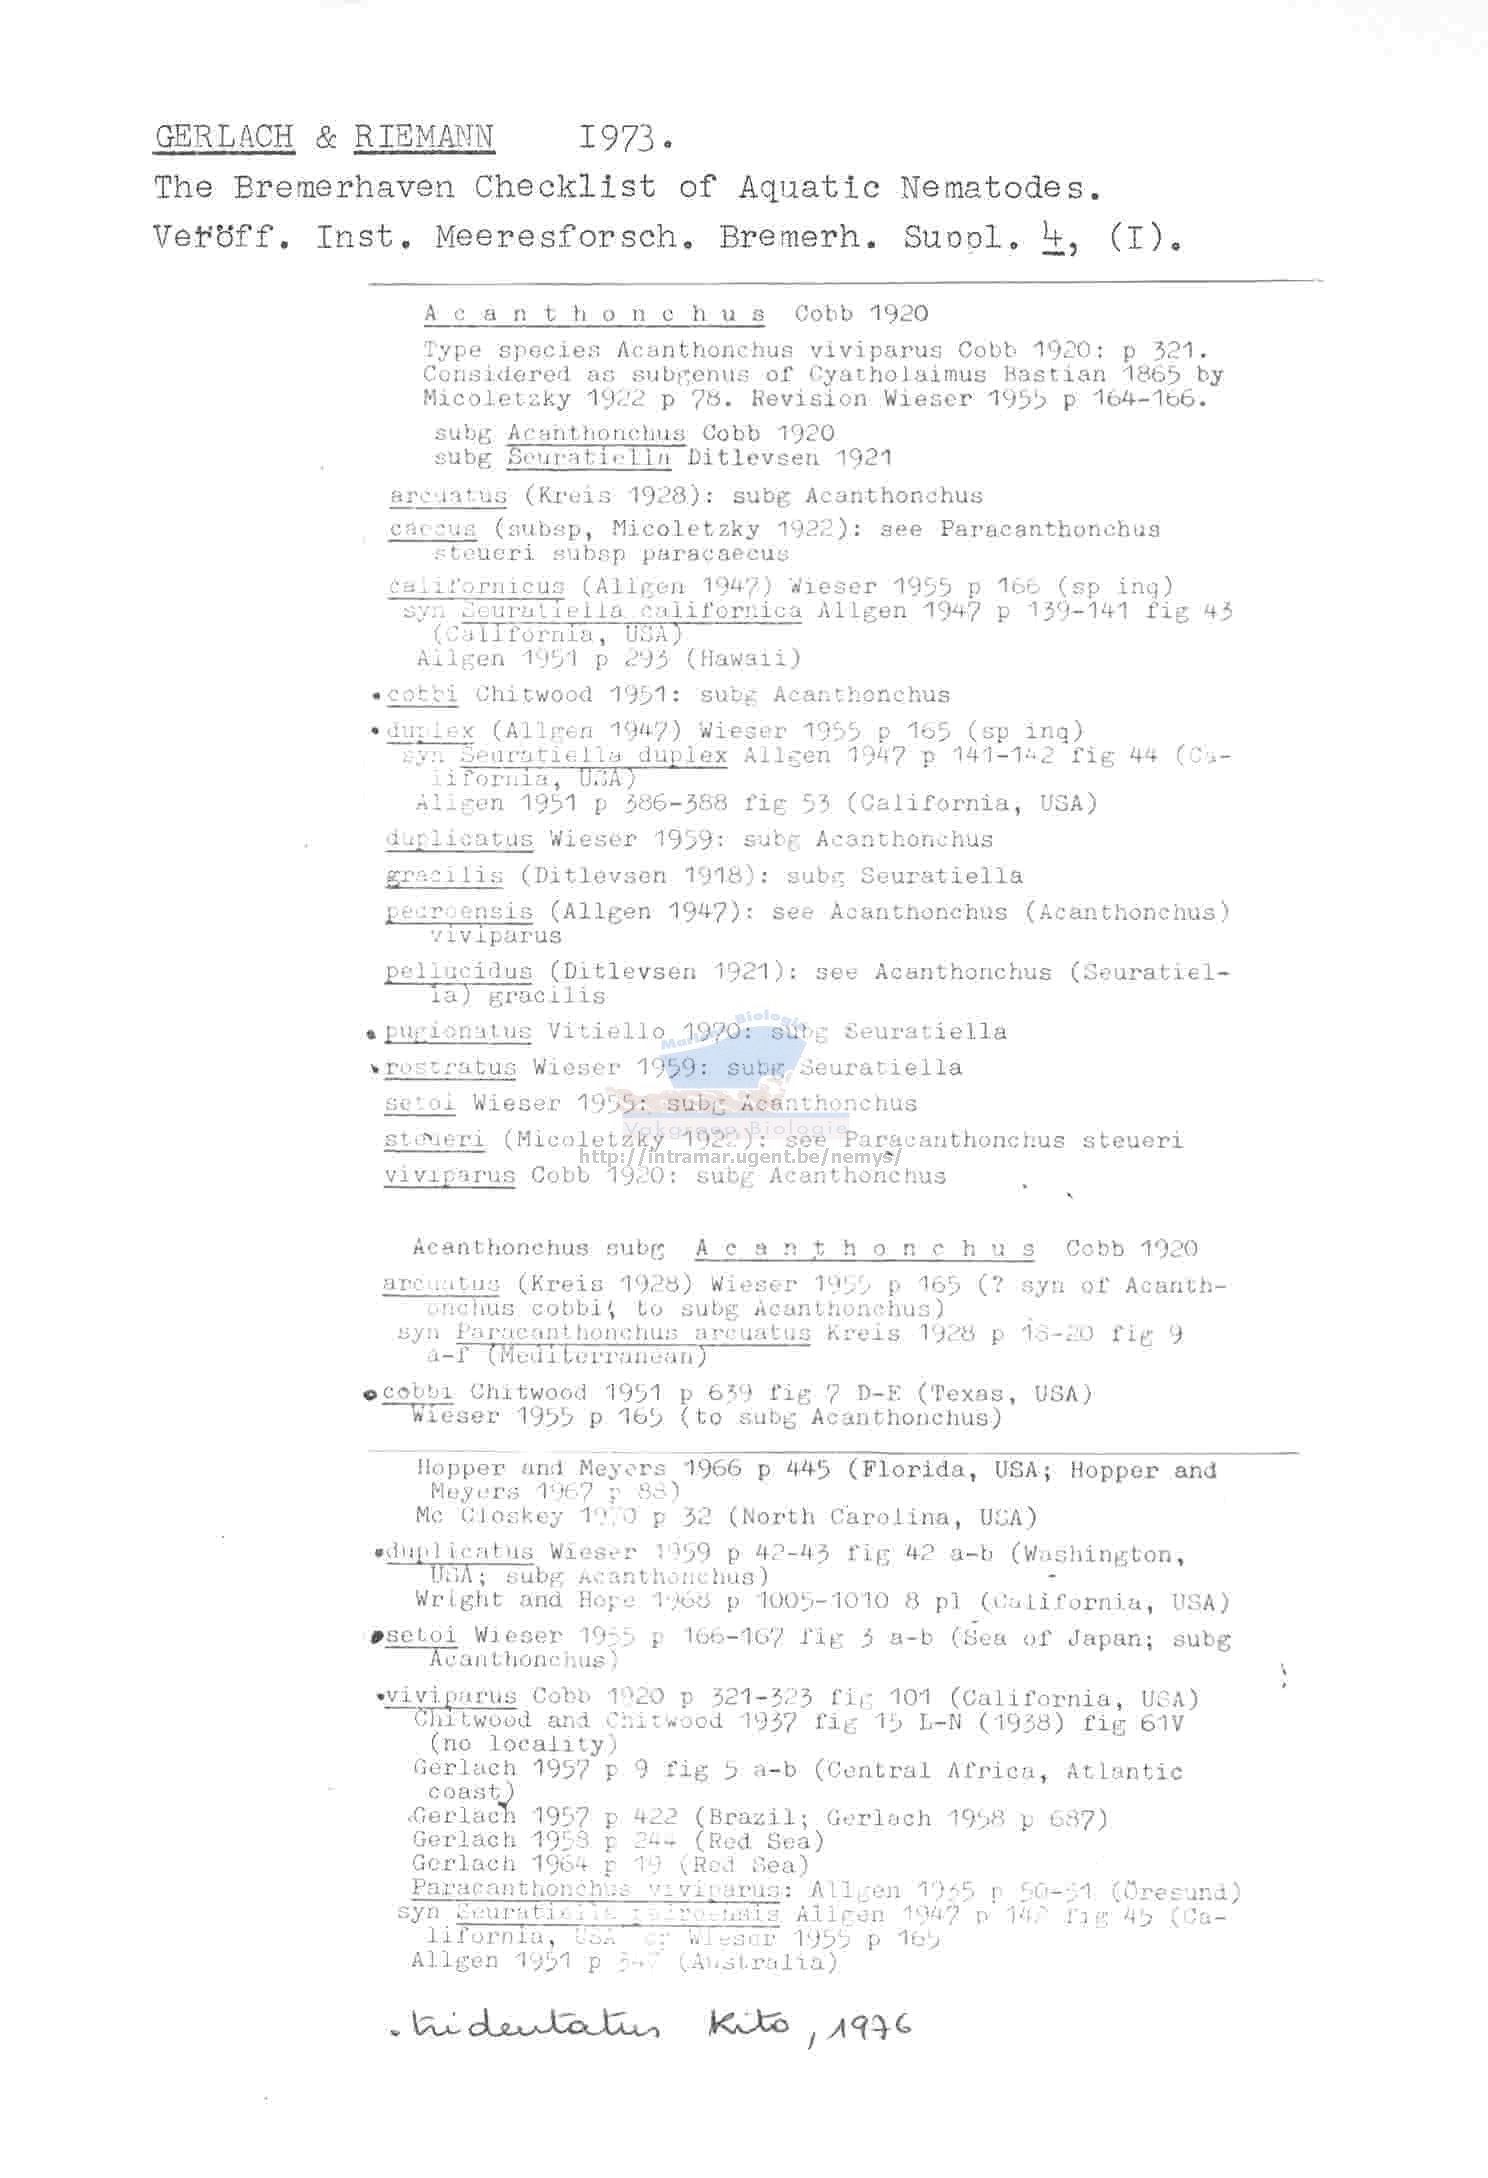 GERLACH & RIEMANN I973.
The Bremerhaven Checklist of Aquatic Nematodes.
Veröff. Inst. Meeresforsch. Bremerh. Suppl. 4, (I).
A c a n t h o n c h u s Cobb 1920
Type species Acanthonchus viviparus Cobb 1920: p 321.
Considered as subgenus of Cyatholaimus Bastian 1865 by
Micoletzky 1922 p 78. Revision Wieser 1955 p 164-166.
subg Acanthonchus Cobb 1920
subg Seuratiella Ditlevsen 1921
arcuatus (Kreis 1928): subg Acanthonchus
caecus (subsp, Micoletzky 1922): see Paracanthonchus
steueri subsp paracaecus
californicus (Allgen 1947) Wieser 1955 p 166 (sp inq)
syn Seuratiella californica Allgen 1947 p 139-141 fig 43
(California, USA)
Allgen 1951 p 293 (Hawaii)
•cobbi Chitwood 1951: subg Acanthonchus
•duplex (Allgen 1947) Wieser 1955 p 165 (sp inq)
syn Seuratiella duplex Allgen 1947 p 141-142 fig 44 (Ca-
lifornia, USA)
Allgen 1951 p 386-388 fig 53 (California, USA)
duplicatus Wieser 1959: subg Acanthonchus
gracilis (Ditlevsen 1918): subg Seuratiella
pedroensis (Allgen 1947): see Acanthonchus (Acanthonchus)
viviparus
pellucidus (Ditlevsen 1921): see Acanthonchus (Seuratiel-
la) gracilis
Marine Biologie
•pugionatus Vitiello 1970: subg Seuratiella
•rostratus Wieser 1959: subg Seuratiella
setoi Wieser 1955: subg Acanthonchus
Vakgroep Biologie
steueri (Micoletzky 1922): see Paracanthonchus steueri
http://intramar.ugent.be/nemys/
viviparus Cobb 1920: subg Acanthonchus
Acanthonchus subg A c a n t h o n c h u s Cobb 1920
arcuatus (Kreis 1928) Wieser 1955 p 165 (? syn of Acanth-
onchus cobbi; to subg Acanthonchus)
syn Paracanthonchus arcuatus Kreis 1928 p 18-20 fig 9
a-f (Mediterranean)
•cobbi Chitwood 1951 p 639 fig 7 D-E (Texas, USA)
Wieser 1955 p 165 (to subg Acanthonchus)
Hopper and Meyers 1966 p 445 (Florida, USA; Hopper and
Meyers 1967 p 88)
Mc Closkey 1970 p 32 (North Carolina, USA)
•duplicatus Wieser 1959 p 42-43 fig 42 a-b (Washington,
USA; subg Acanthonchus)
Wright and Hope 1968 p 1005-1010 8 pl (California, USA)
•setoi Wieser 1955 p 166-167 fig 3 a-b (Sea of Japan; subg
Acanthonchus)
•viviparus Cobb 1920 p 321-323 fig 101 (California, USA)
Chitwood and Chitwood 1937 fig 15 L-N (1938) fig 61V
(no locality)
Gerlach 1957 p 9 fig 5 a-b (Central Africa, Atlantic
coast)
Gerlach 1957 p 422 (Brazil; Gerlach 1958 p 687)
Gerlach 1958 p 244 (Red Sea)
Gerlach 1964 p 19 (Red Sea)
Paracanthonchus viviparus: Allgen 1935 p 50-51 (Öresund)
syn Seuratiella pedroensis Allgen 1947 p 142 fig 45 (Ca-
lifornia, USA Wieser 1955 p 165
Allgen 1951 p (Australia)
. tridentatus Kito, 1976